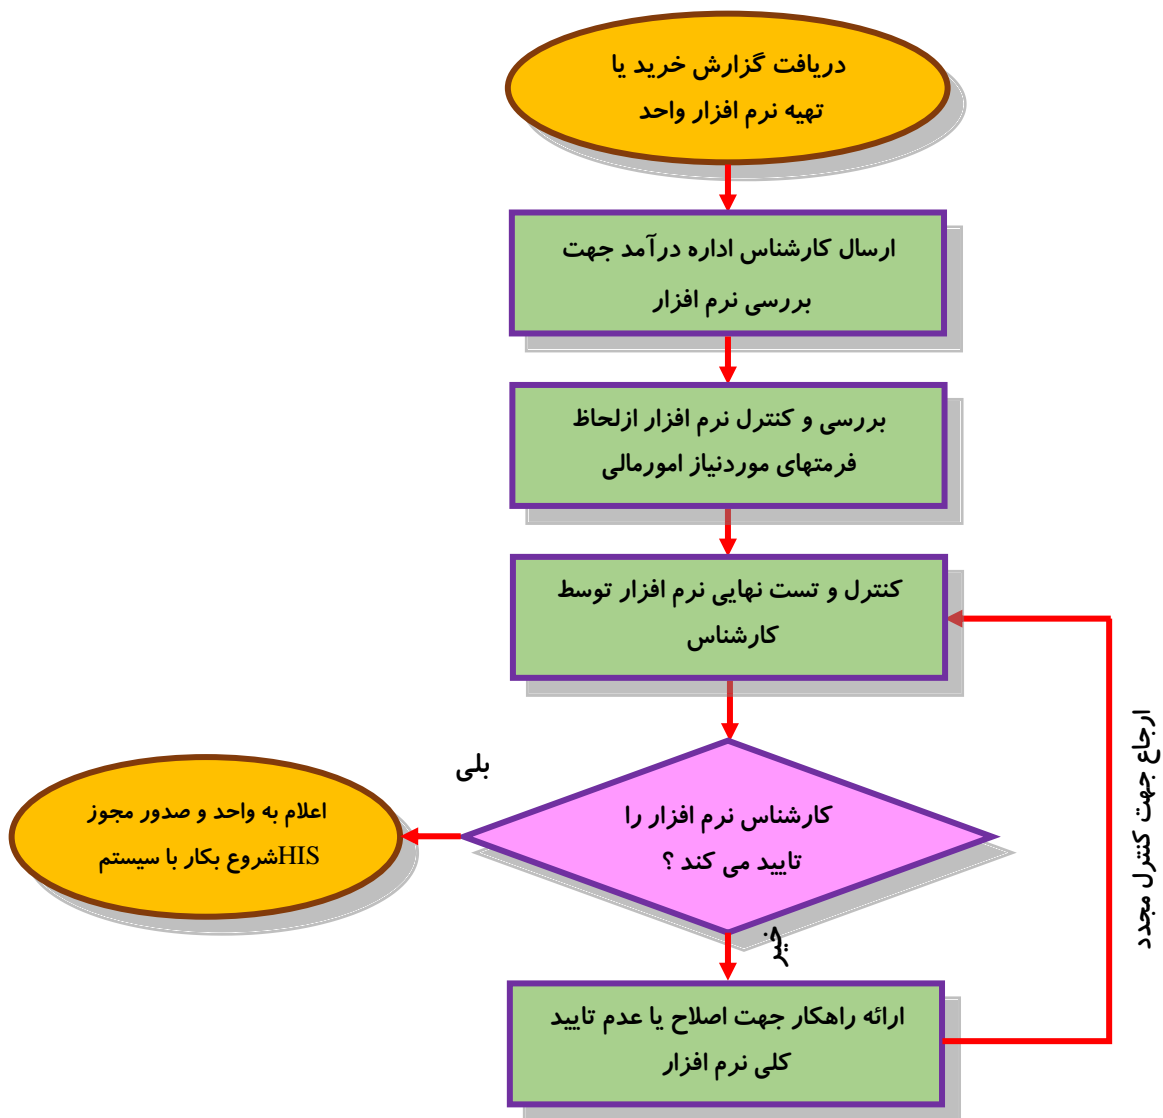 دریافت گزارش خرید یا
تهیه نرم افزار واحد
ارسال کارشناس اداره درآمد جهت
بررسی نرم افزار
بررسی و کنترل نرم افزار ازلحاظ
فرمتهای موردنیاز امورمالی
کنترل و تست نهایی نرم افزار توسط
کارشناس
کارشناس نرم افزار را
تایید می کند ؟
بلی
اعلام به واحد و صدور مجوز
شروع بکار با سیستم HIS
خیر
ارائه راهکار جهت اصلاح یا عدم تایید
کلی نرم افزار
ارجاع جهت کنترل مجدد